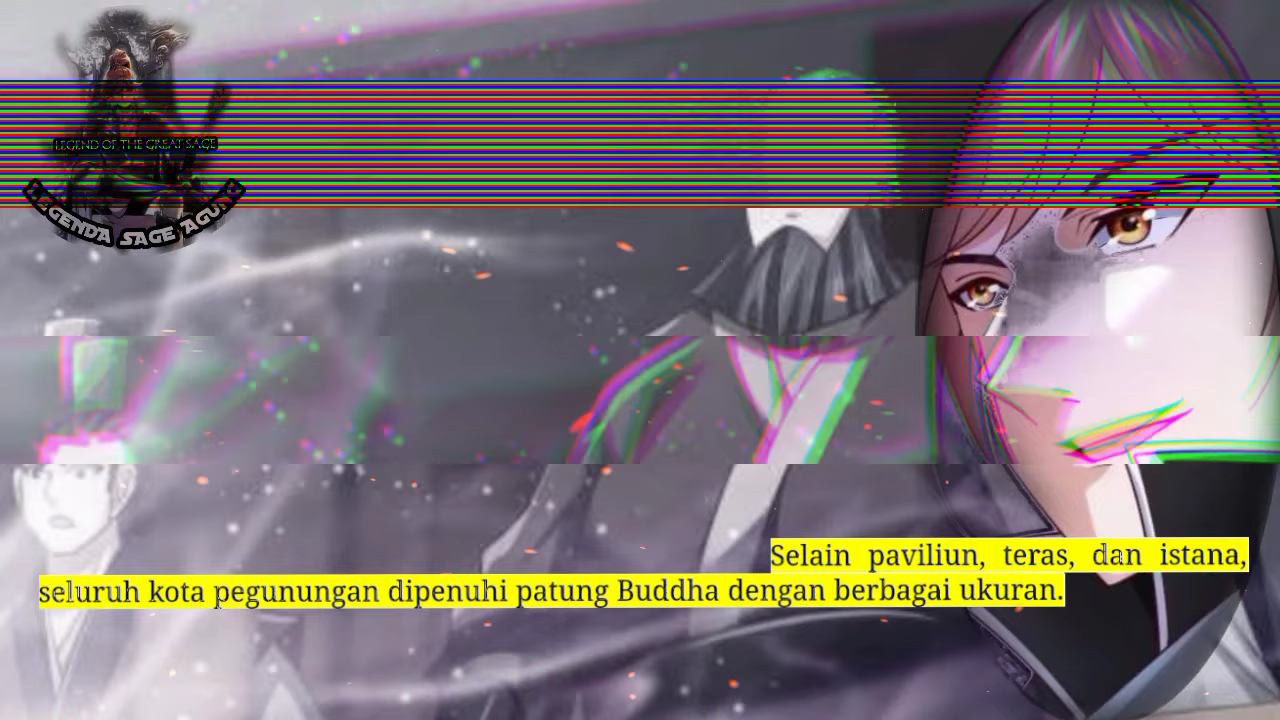 LEGEND OF THE GREAT SAGE
LEGENDA SAGE AGUNG
Selain paviliun, teras, dan istana,
seluruh kota pegunungan dipenuhi patung Buddha dengan berbagai ukuran.